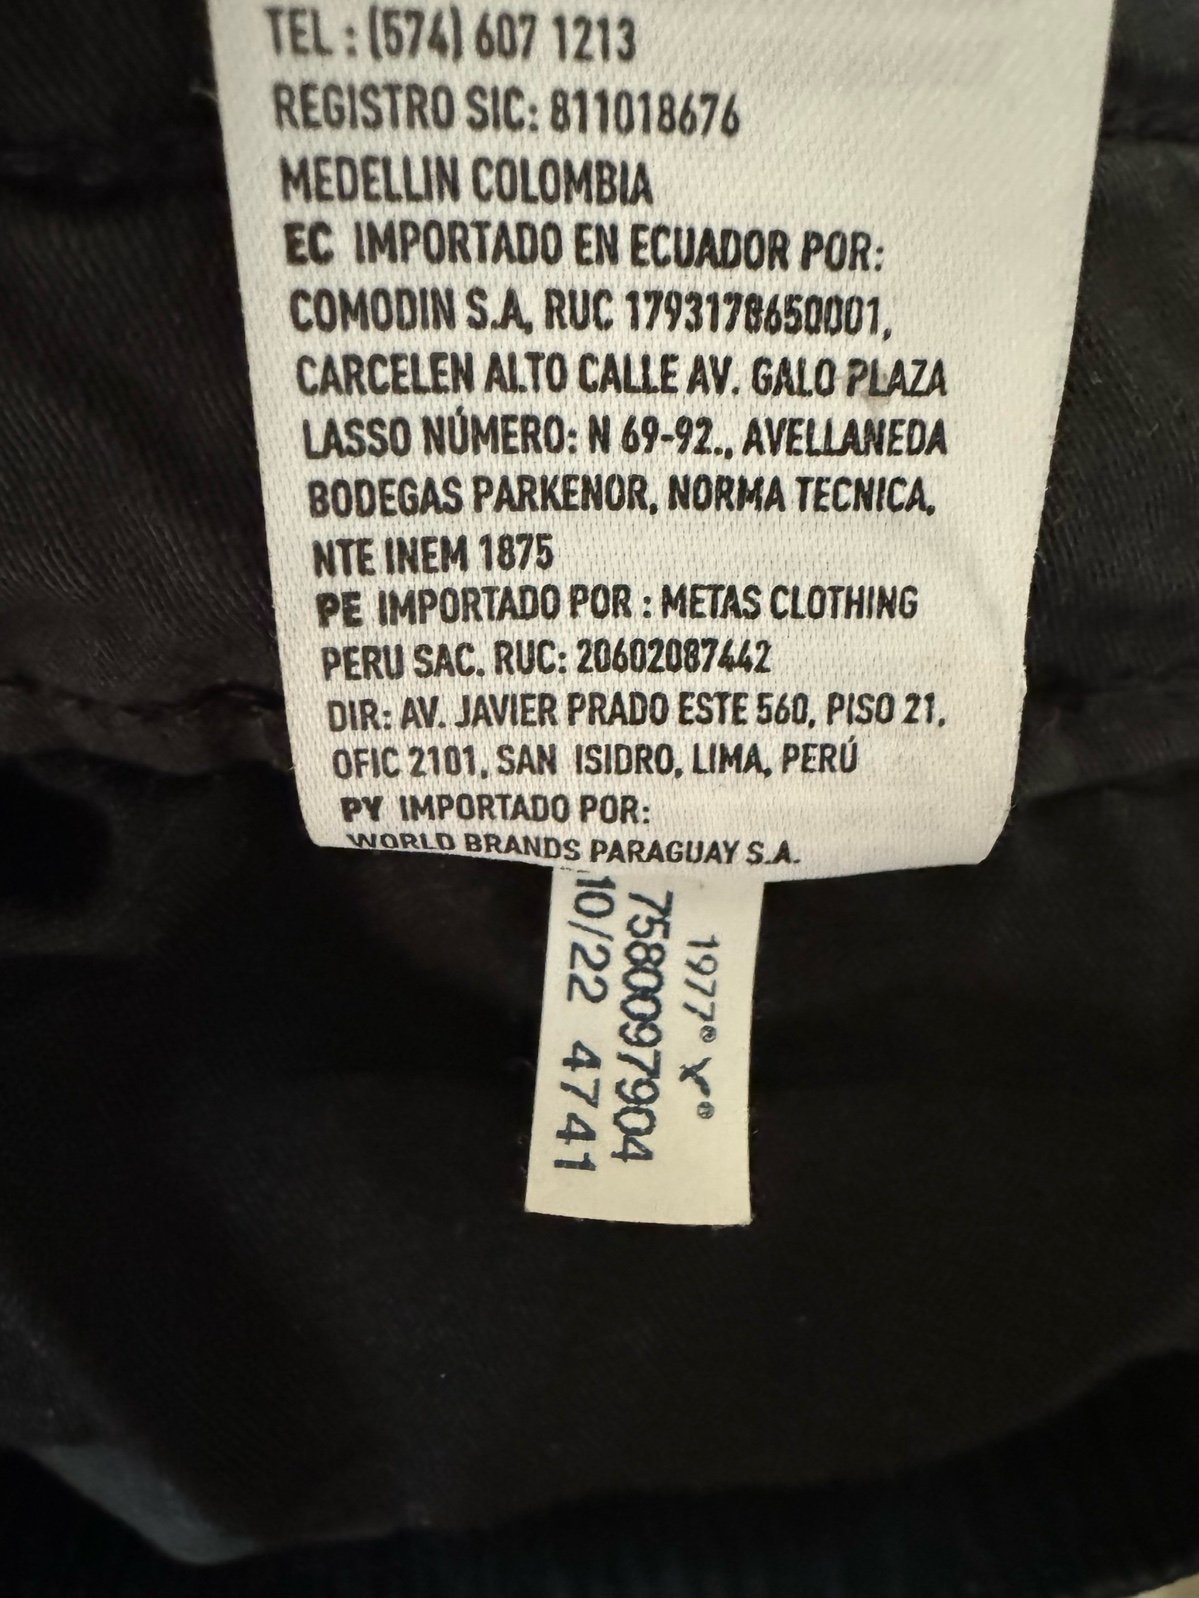 TEL : (574) 607 1213
REGISTRO SIC: 811018676
MEDELLIN COLOMBIA
EC IMPORTADO EN ECUADOR POR:
COMODIN S.A, RUC 1793178650001,
CARCELEN ALTO CALLE AV. GALO PLAZA
LASSO NÚMERO: N 69-92., AVELLANEDA
BODEGAS PARKENOR, NORMA TECNICA,
NTE INEM 1875
PE IMPORTADO POR : METAS CLOTHING
PERU SAC. RUC: 20602087442
DIR: AV. JAVIER PRADO ESTE 560, PISO 21,
OFIC 2101, SAN ISIDRO, LIMA, PERÚ
PY IMPORTADO POR:
WORLD BRANDS PARAGUAY S.A.
1977
7580097904
10/22 4741